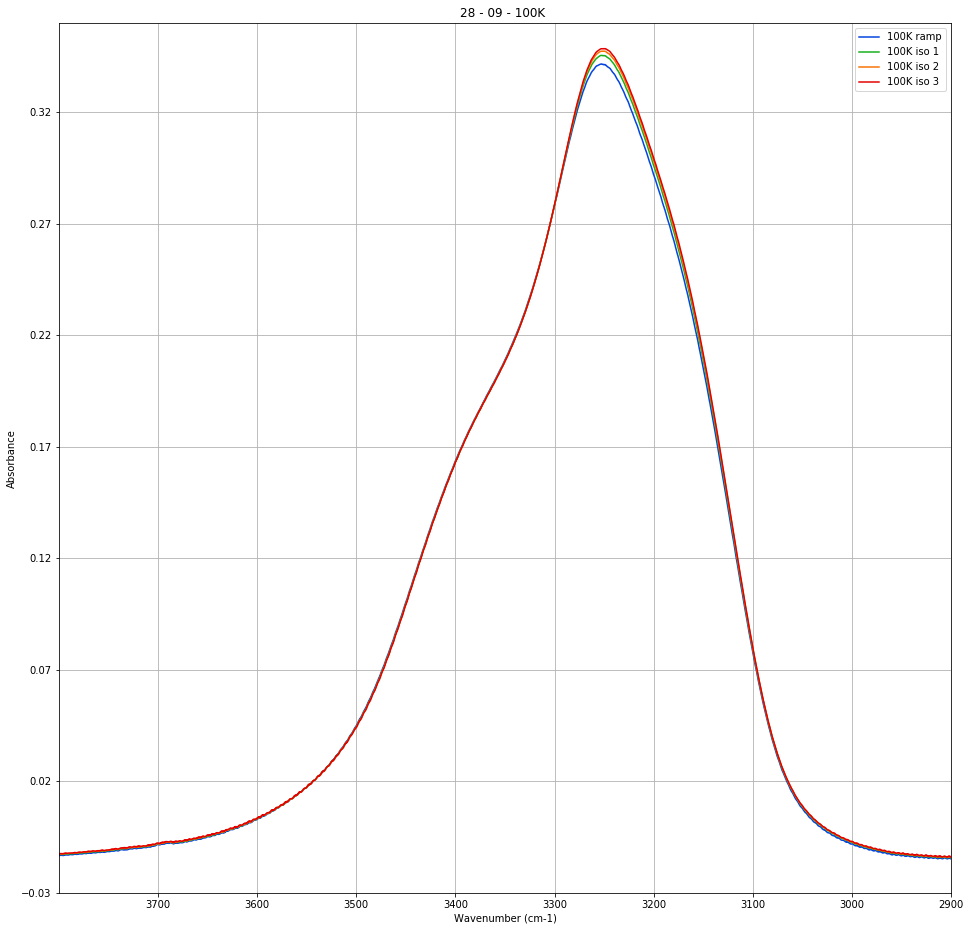 28 - 09 - 100K
100K ramp
100K iso 1
100K iso 2
100K iso 3
Absorbance
0.32
0.27
0.22
0.17
0.12
0.07
0.02
−0.03
3700 3600 3500 3400 3300 3200 3100 3000 2900
Wavenumber (cm-1)